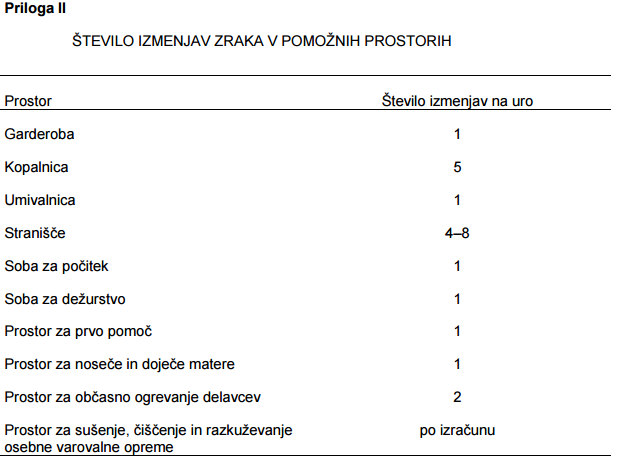 Priloga II
ŠTEVILO IZMENJAV ZRAKA V POMOŽNIH PROSTORIH
Prostor Število izmenjav na uro
Garderoba 1
Kopalnica 5
Umivalnica 1
Stranišče 4–8
Soba za počitek 1
Soba za dežurstvo 1
Prostor za prvo pomoč 1
Prostor za noseče in doječe matere 1
Prostor za občasno ogrevanje delavcev 2
Prostor za sušenje, čiščenje in razkuževanje po izračunu
osebne varovalne opreme